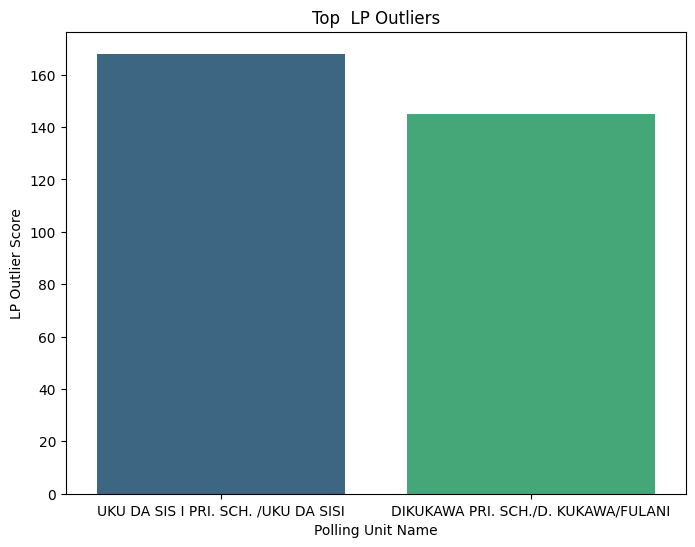 Top  LP Outliers
LP Outlier Score
160
140
120
100
80
60
40
20
0
UKU DA SIS I PRI. SCH. /UKU DA SISI
DIKUKAWA PRI. SCH./D. KUKAWA/FULANI
Polling Unit Name